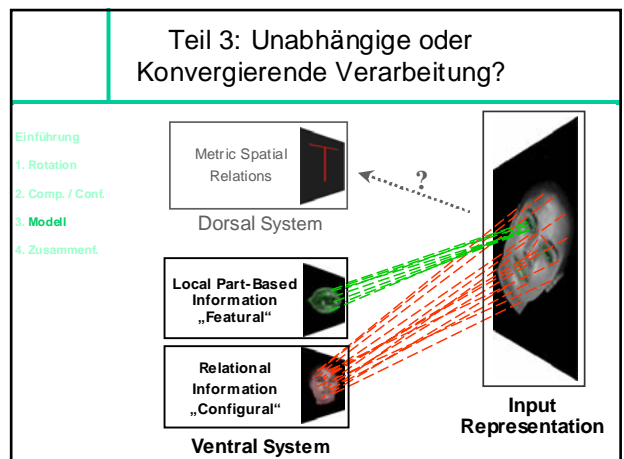 Teil 3: Unabhängige oder
Konvergierende Verarbeitung?
Einführung
1. Rotation
2. Comp. / Conf.
3. Modell
4. Zusammenf.
Metric Spatial
Relations
Dorsal System
?
Local Part-Based
Information
„Featural“
Relational
Information
„Configural“
Ventral System
Input
Representation